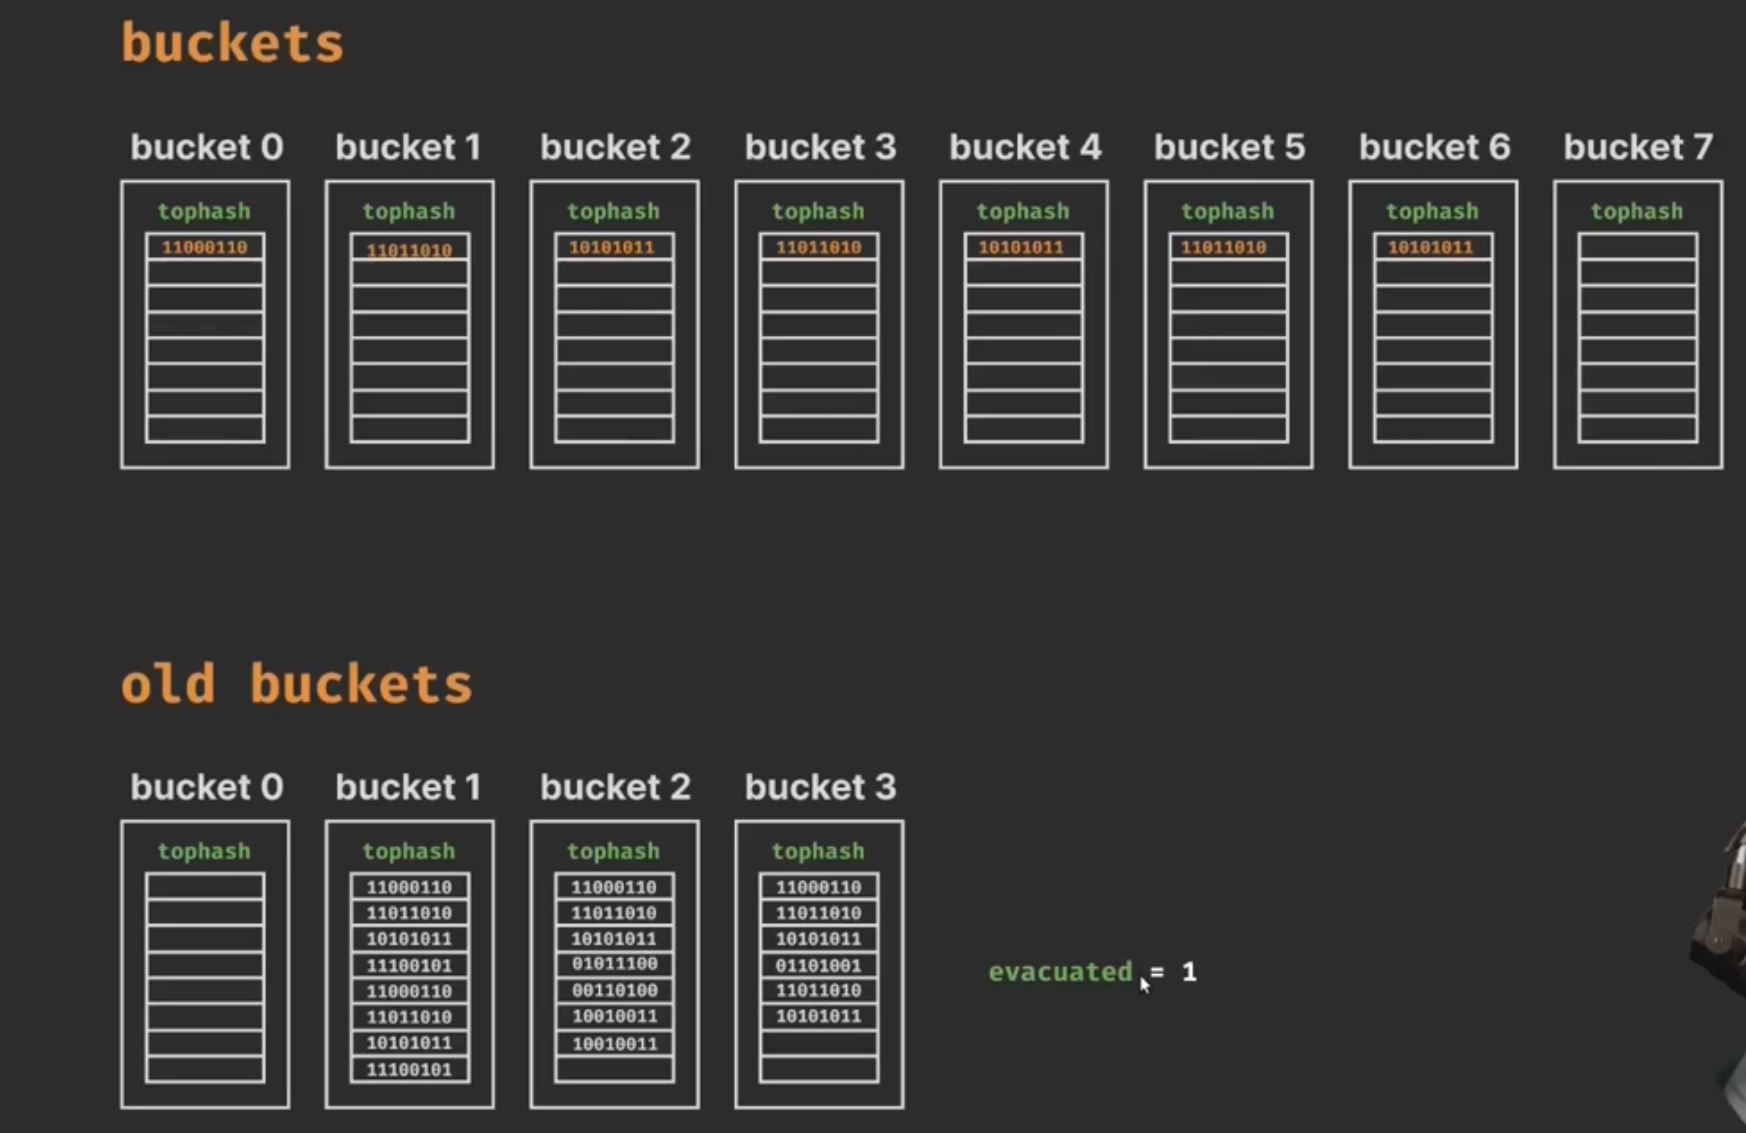 buckets
bucket 0 bucket 1 bucket 2 bucket 3 bucket 4 bucket 5 bucket 6 bucket 7
tophash tophash tophash tophash tophash tophash tophash tophash
11000110 11011010 10101011 11011010 10101011 11011010 10101011
old buckets
bucket 0 bucket 1 bucket 2 bucket 3
tophash tophash tophash tophash
11000110 11000110 11000110
11011010 11011010 11011010
10101011 10101011 10101011
11100101 01011100 01101001
evacuated = 1
11000110 00110100 11011010
11011010 10010011 10101011
10101011 10010011
11100101